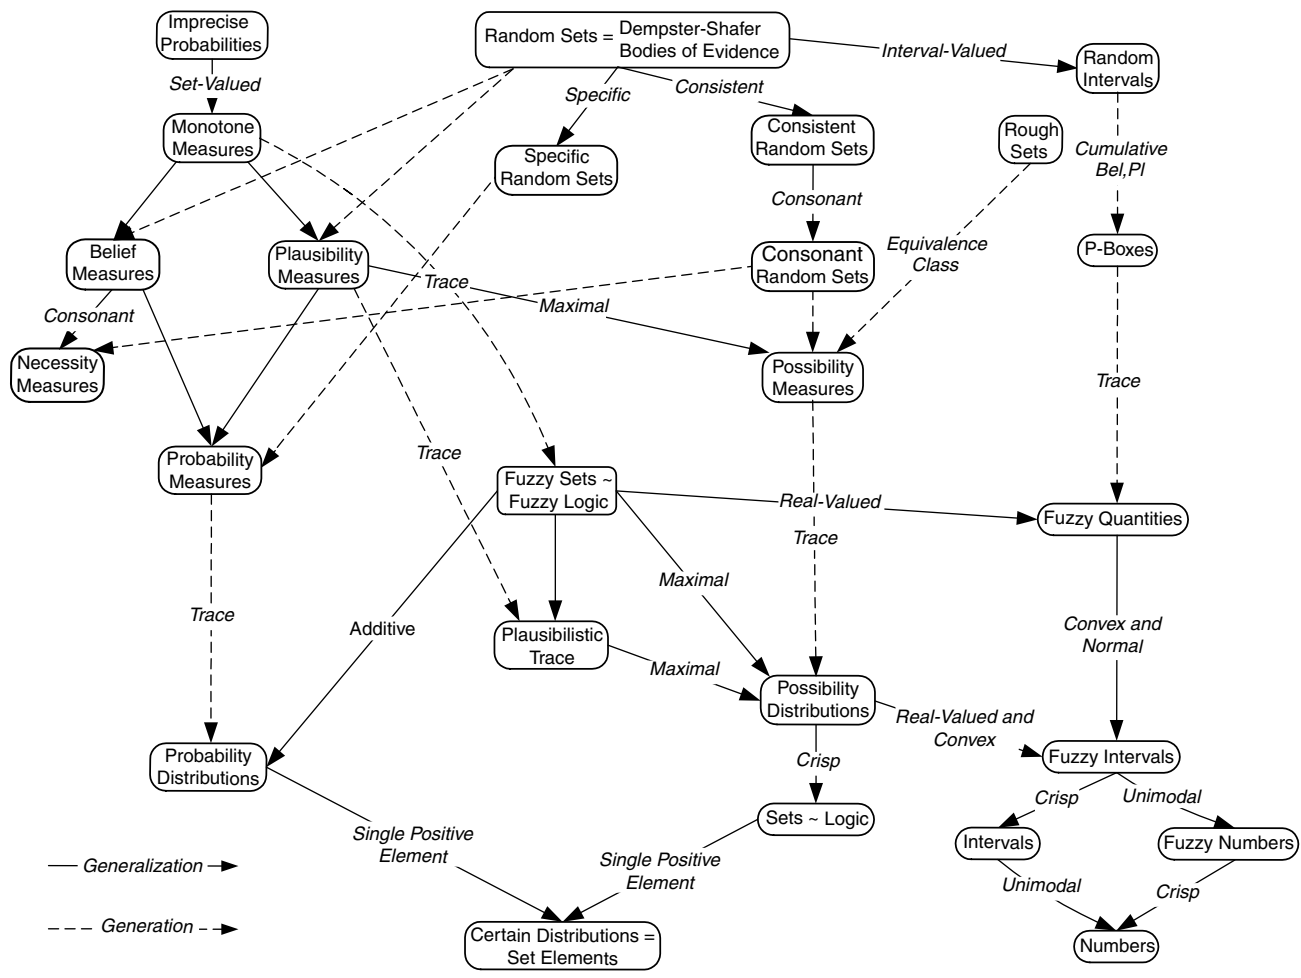 Imprecise
Probabilities
Random Sets = Dempster-Shafer
Bodies of Evidence
Interval-Valued
Random
Intervals
Set-Valued
Specific
Consistent
Monotone
Measures
Consistent
Random Sets
Rough
Sets
Cumulative
Bel,Pl
Specific
Random Sets
Consonant
Belief
Measures
Plausibility
Measures
Consonant
Random Sets
Equivalence
Class
P-Boxes
Trace
Maximal
Consonant
Necessity
Measures
Possibility
Measures
Trace
Probability
Measures
Trace
Fuzzy Sets ~
Fuzzy Logic
Real-Valued
Fuzzy Quantities
Trace
Maximal
Trace
Additive
Plausibilistic
Trace
Convex and
Normal
Maximal
Possibility
Distributions
Real-Valued and
Convex
Probability
Distributions
Crisp
Fuzzy Intervals
Crisp
Unimodal
Sets ~ Logic
Single Positive
Element
Intervals
Fuzzy Numbers
Generalization
Single Positive
Element
Unimodal
Crisp
Generation
Certain Distributions =
Set Elements
Numbers